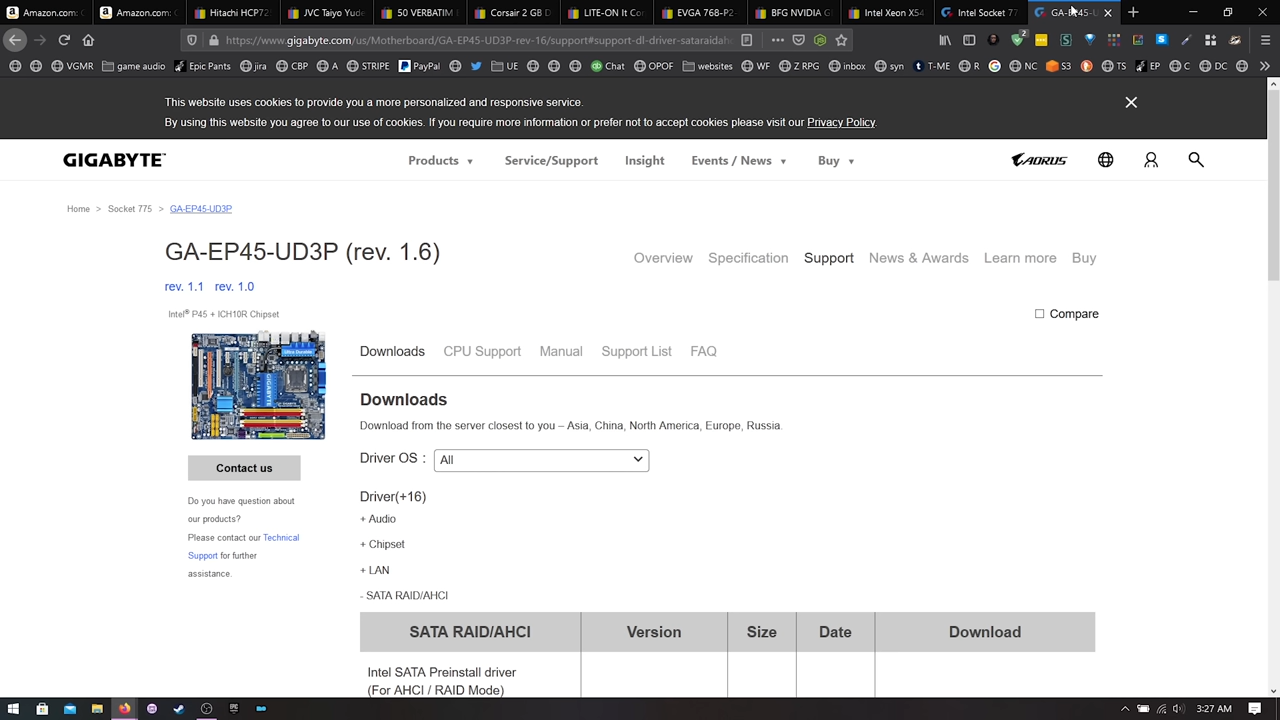 Amazon.com:
Amazon.com:
Hitachi HCP72
JVC Taiyo Yude
50 VERBATIM
Corsair 2 GB D
LITE-ON It Cor
EVGA 768-P2-
BFG NVIDIA G
Intel Xeon X54
Intel Socket 77
GA-EP45-U
https://www.gigabyte.com/us/Motherboard/GA-EP45-UD3P-rev-16/#support-dl-driver-sataraidah
2
VGMR
game audio
Epic Pants
jira
CBP
A
STRIPE
PayPal
W
UE
D
Chat
OPDF
websites
WF
Z RPG
inbox
syn
T-ME
R
G
NC
S3
TS
EP
C
DC
This website uses cookies to provide you a more personalized and responsive service.
By using this website you agree to our use of cookies. If you require more information or prefer not to accept cookies please visit our Privacy Policy.
GIGABYTE™
Products
Service/Support
Insight
Events / News
Buy
AORUS
Home > Socket 775 > GA-EP45-UD3P
GA-EP45-UD3P (rev. 1.6)
Overview
Specification
Support
News & Awards
Learn more
Buy
rev. 1.1
rev. 1.0
Intel® P45 + ICH10R Chipset
Compare
Downloads
CPU Support
Manual
Support List
FAQ
Downloads
Download from the server closest to you – Asia, China, North America, Europe, Russia.
Driver OS :
All
Contact us
Do you have question about
our products?
Please contact our Technical
Support for further
assistance.
Driver(+16)
+ Audio
+ Chipset
+ LAN
- SATA RAID/AHCI
SATA RAID/AHCI
Version
Size
Date
Download
Intel SATA Preinstall driver
(For AHCI / RAID Mode)
3:27 AM